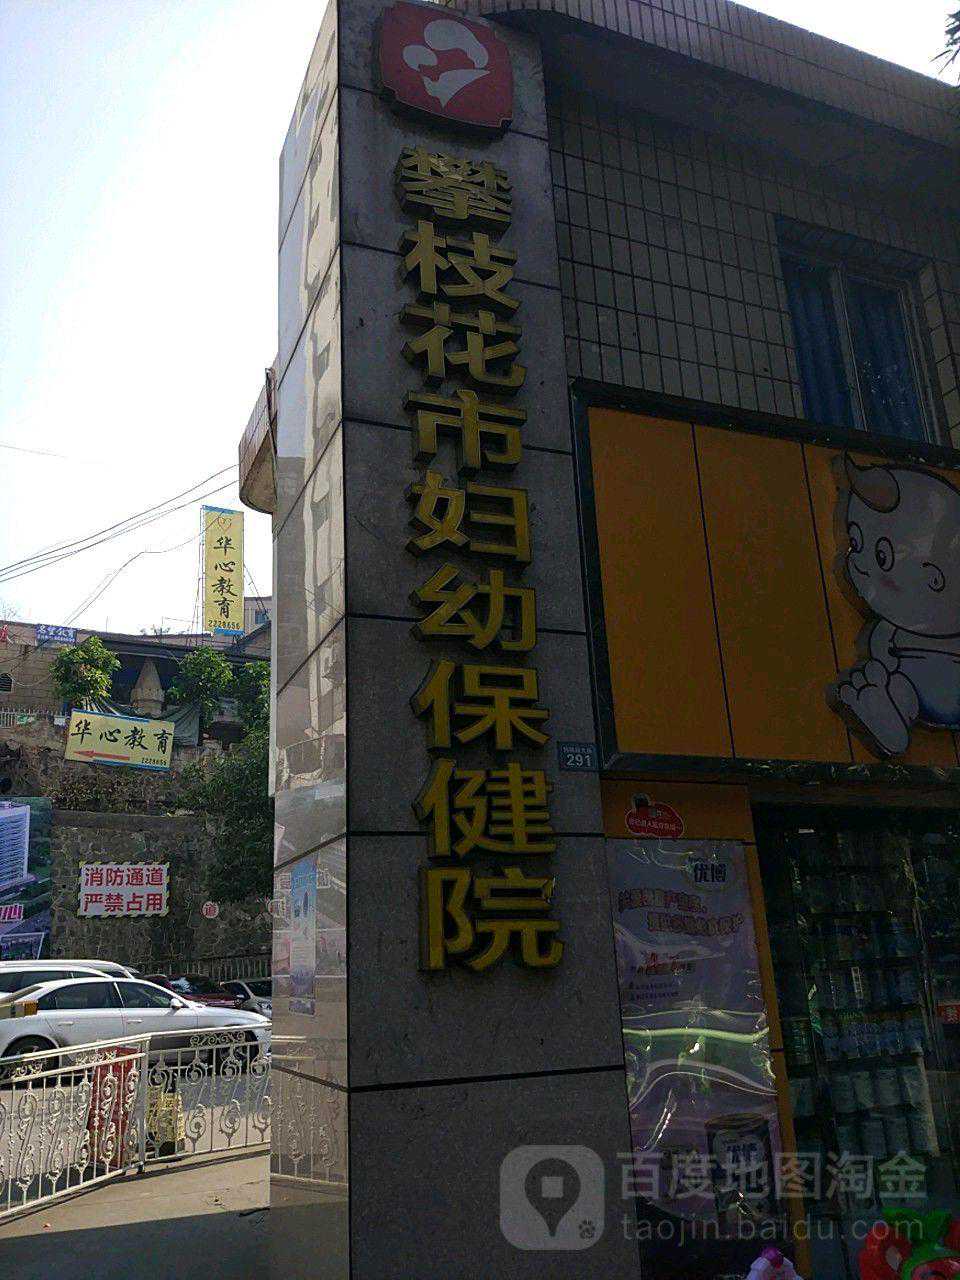 攀枝花市妇幼保健院
华心教育
2228656
华心教育
2228656
消防通道
严禁占用
291
优博
百度地图淘金
taojin.baidu.com